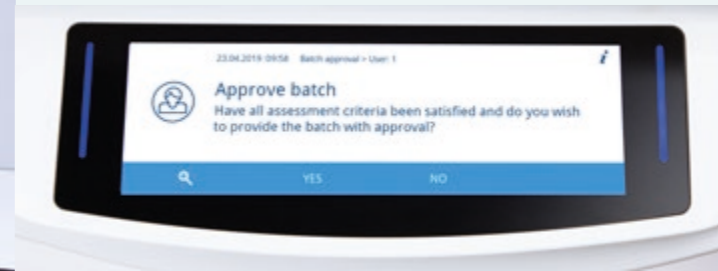 23.04.2019 09:58 Batch approval > User: 1 i
Approve batch
Have all assessment criteria been satisfied and do you wish
to provide the batch with approval?
YES NO